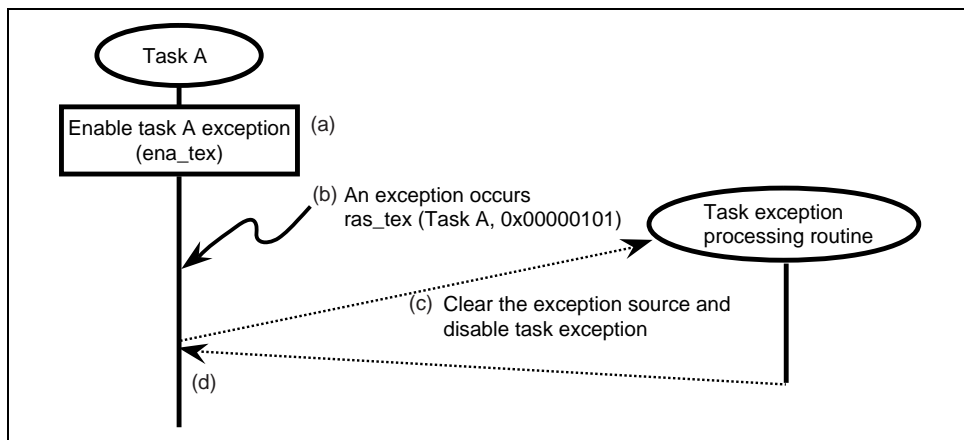 Task A
Enable task A exception
(ena_tex)
(a)
(b) An exception occurs
ras_tex (Task A, 0x00000101)
Task exception
processing routine
(c) Clear the exception source and
disable task exception
(d)